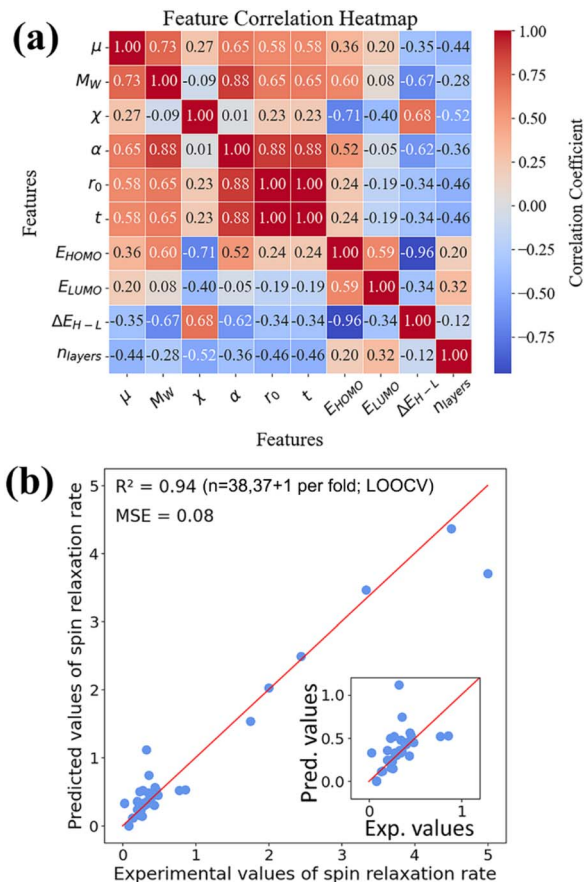 (a)
Feature Correlation Heatmap
μ 1.00 0.73 0.27 0.65 0.58 0.58 0.36 0.20 -0.35 -0.44
M_W 0.73 1.00 -0.09 0.88 0.65 0.65 0.60 0.08 -0.67 -0.28
χ 0.27 -0.09 1.00 0.01 0.23 0.23 -0.71 -0.40 0.68 -0.52
α 0.65 0.88 0.01 1.00 0.88 0.88 0.52 -0.05 -0.62 -0.36
r_0 0.58 0.65 0.23 0.88 1.00 1.00 0.24 -0.19 -0.34 -0.46
t 0.58 0.65 0.23 0.88 1.00 1.00 0.24 -0.19 -0.34 -0.46
E_HOMO 0.36 0.60 -0.71 0.52 0.24 0.24 1.00 0.59 -0.96 0.20
E_LUMO 0.20 0.08 -0.40 -0.05 -0.19 -0.19 0.59 1.00 -0.34 0.32
ΔE_H-L -0.35 -0.67 0.68 -0.62 -0.34 -0.34 -0.96 -0.34 1.00 -0.12
n_layers -0.44 -0.28 -0.52 -0.36 -0.46 -0.46 0.20 0.32 -0.12 1.00
μ M_W χ α r_0 t E_HOMO E_LUMO ΔE_H-L n_layers
Features
Features
1.00
0.75
0.50
0.25
0.00
-0.25
-0.50
-0.75
Correlation Coefficient
(b)
R² = 0.94 (n=38,37+1 per fold; LOOCV)
MSE = 0.08
Predicted values of spin relaxation rate
5
4
3
2
1
0
0 1 2 3 4 5
Experimental values of spin relaxation rate
Pred. values
1.0
0.5
0.0
0 1
Exp. values